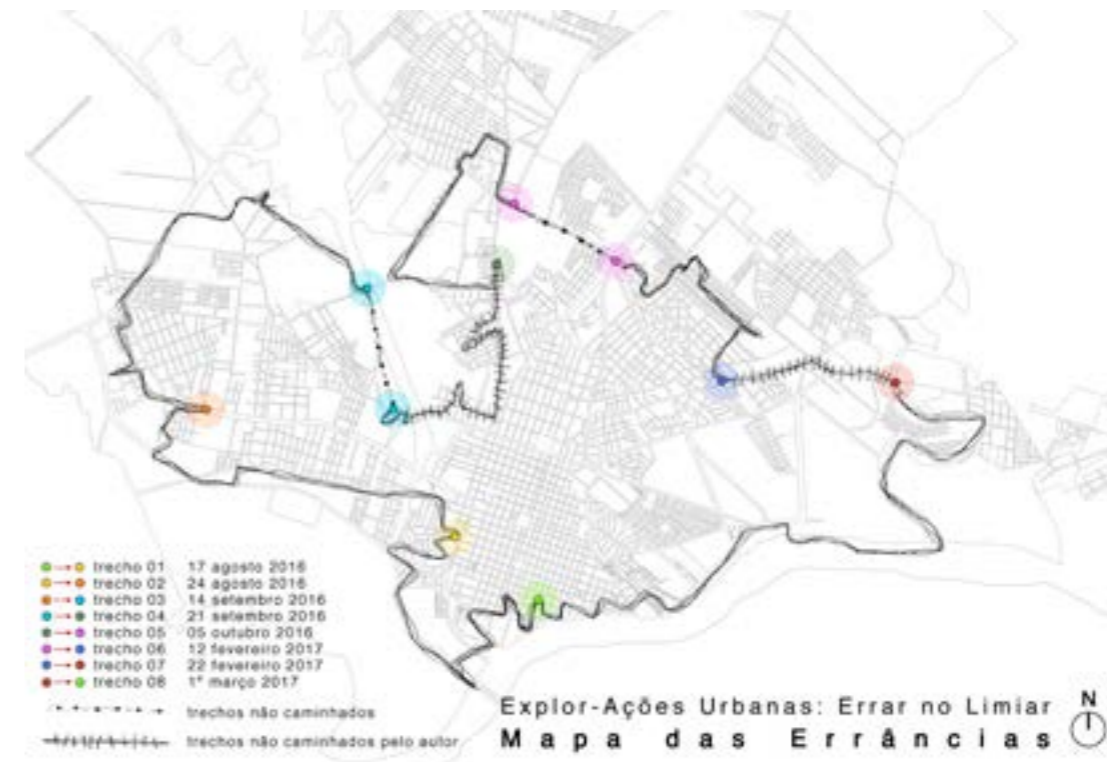 trecho 01 17 agosto 2016
trecho 02 24 agosto 2016
trecho 03 14 setembro 2016
trecho 04 21 setembro 2016
trecho 05 05 outubro 2016
trecho 06 12 fevereiro 2017
trecho 07 22 fevereiro 2017
trecho 08 1º março 2017
trechos não caminhados
trechos não caminhados pelo autor
Explor-Ações Urbanas: Errar no Limiar
Mapa das Errâncias
N